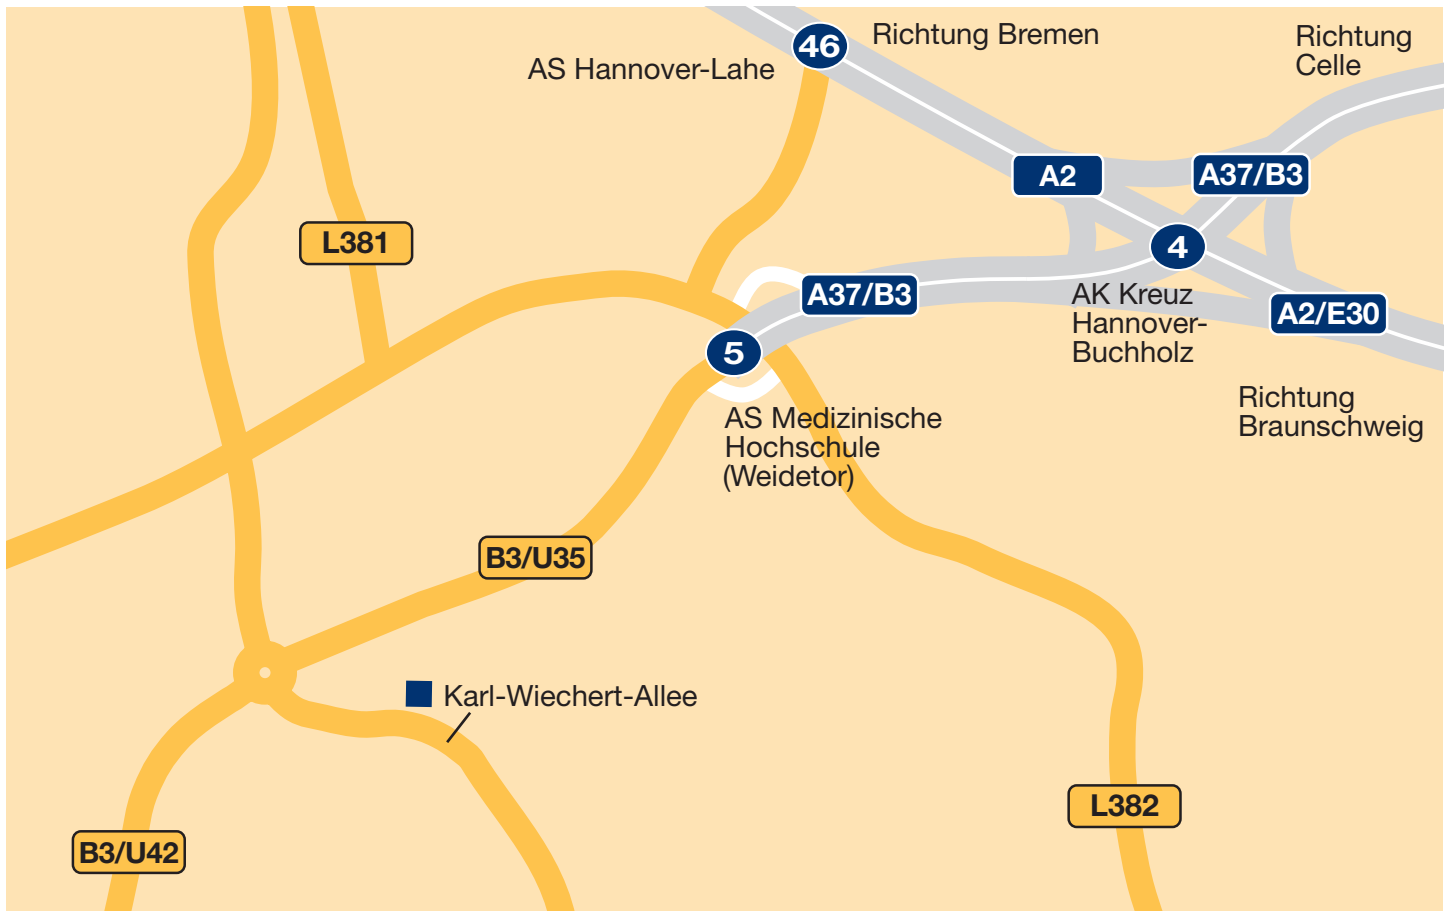 46
Richtung Bremen
Richtung
Celle
AS Hannover-Lahe
A2
A37/B3
L381
4
A37/B3
AK Kreuz
Hannover-
Buchholz
A2/E30
5
Richtung
Braunschweig
AS Medizinische
Hochschule
(Weidetor)
B3/U35
Karl-Wiechert-Allee
L382
B3/U42